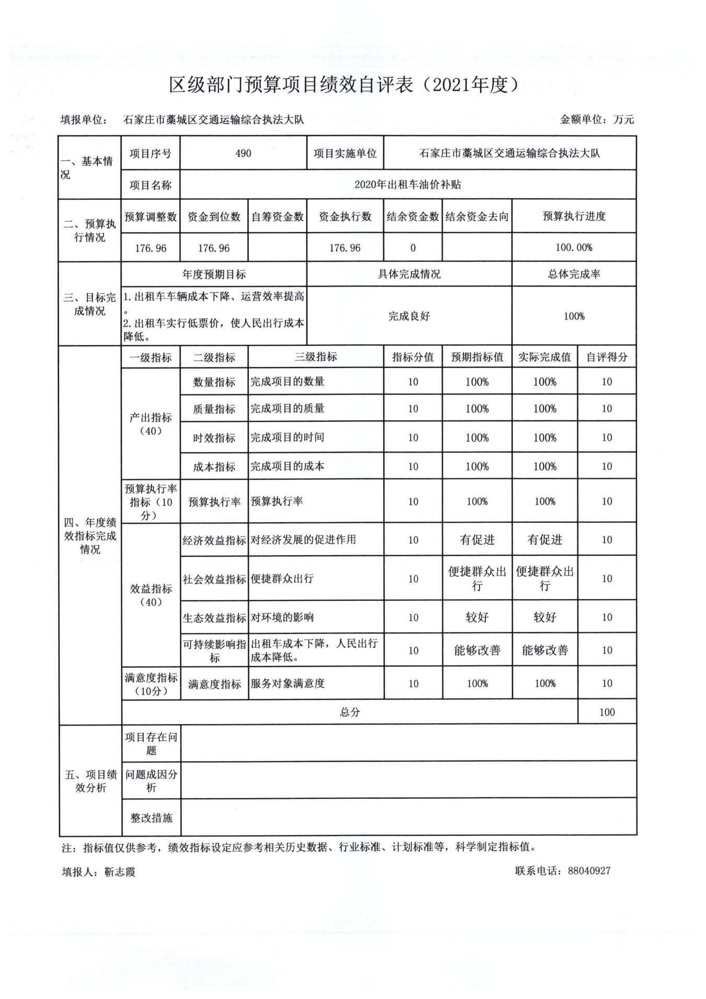 区级部门预算项目绩效自评表（2021年度）
填报单位： 石家庄市藁城区交通运输综合执法大队 金额单位：万元
一、基本情
况
项目序号 490 项目实施单位 石家庄市藁城区交通运输综合执法大队
项目名称 2020年出租车油价补贴
二、预算执
行情况
预算调整数 资金到位数 自筹资金数 资金执行数 结余资金数 结余资金去向 预算执行进度
176.96 176.96 176.96 0 100.00%
三、目标完
成情况
年度预期目标 具体完成情况 总体完成率
1.出租车车辆成本下降、运营效率提高
。
2.出租车实行低票价，使人民出行成本
降低。
完成良好 100%
四、年度绩
效指标完成
情况
一级指标 二级指标 三级指标 指标分值 预期指标值 实际完成值 自评得分
产出指标
（40）
数量指标 完成项目的数量 10 100% 100% 10
质量指标 完成项目的质量 10 100% 100% 10
时效指标 完成项目的时间 10 100% 100% 10
成本指标 完成项目的成本 10 100% 100% 10
预算执行率
指标（10
分）
预算执行率 预算执行率 10 100% 100% 10
效益指标
（40）
经济效益指标 对经济发展的促进作用 10 有促进 有促进 10
社会效益指标 便捷群众出行 10 便捷群众出
行 便捷群众出
行 10
生态效益指标 对环境的影响 10 较好 较好 10
可持续影响指
标
出租车成本下降，人民出行
成本降低。
10 能够改善 能够改善 10
满意度指标
（10分）
满意度指标 服务对象满意度 10 100% 100% 10
总分 100
五、项目绩
效分析
项目存在问
题
问题成因分
析
整改措施
注：指标值仅供参考，绩效指标设定应参考相关历史数据、行业标准、计划标准等，科学制定指标值。
填报人：靳志霞 联系电话：88040927